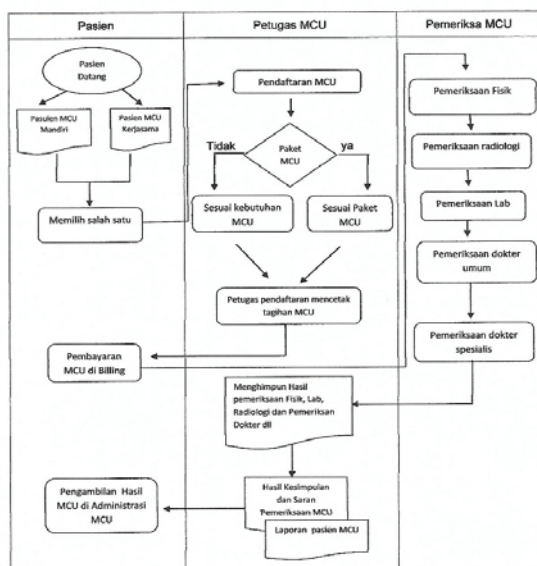 Pasien
Petugas MCU
Pemeriksa MCU
Pasien
Datang
Pasuien MCU
Mandiri
Pasien MCU
Kerjasama
Memilih salah satu
Pendaftaran MCU
Tidak
Paket
MCU
ya
Sesuai kebutuhan
MCU
Sesuai Paket
MCU
Petugas pendaftaran mencetak
tagihan MCU
Pembayaran
MCU di Billing
Pemeriksaan Fisik
Pemeriksaan radiologi
Pemeriksaan Lab
Pemeriksaan dokter
umum
Pemeriksaan dokter
spesialis
Menghimpun Hasil
pemeriksaan Fisik, Lab,
Radiologi dan Pemeriksan
Dokter dll
Hasil Kesimpulan
dan Saran
Pemeriksaan MCU
Laporan pasien MCU
Pengambilan Hasil
MCU di Administrasi
MCU